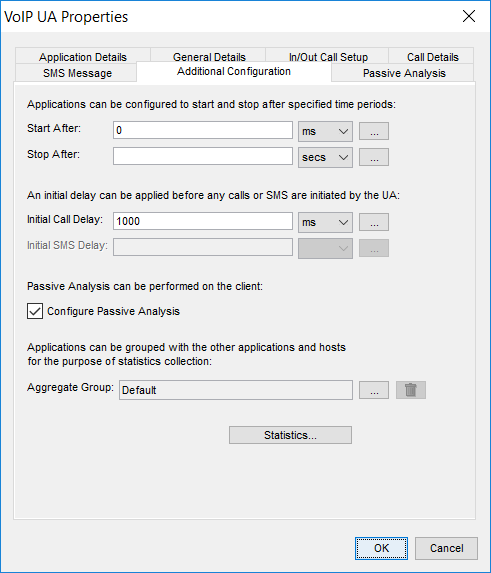 VoIP UA Properties
Application Details General Details In/Out Call Setup Call Details
SMS Message Additional Configuration Passive Analysis
Applications can be configured to start and stop after specified time periods:
Start After: 0 ms ...
Stop After: secs ...
An initial delay can be applied before any calls or SMS are initiated by the UA:
Initial Call Delay: 1000 ms ...
Initial SMS Delay: ...
Passive Analysis can be performed on the client:
Configure Passive Analysis
Applications can be grouped with the other applications and hosts
for the purpose of statistics collection:
Aggregate Group: Default ...
Statistics...
OK Cancel